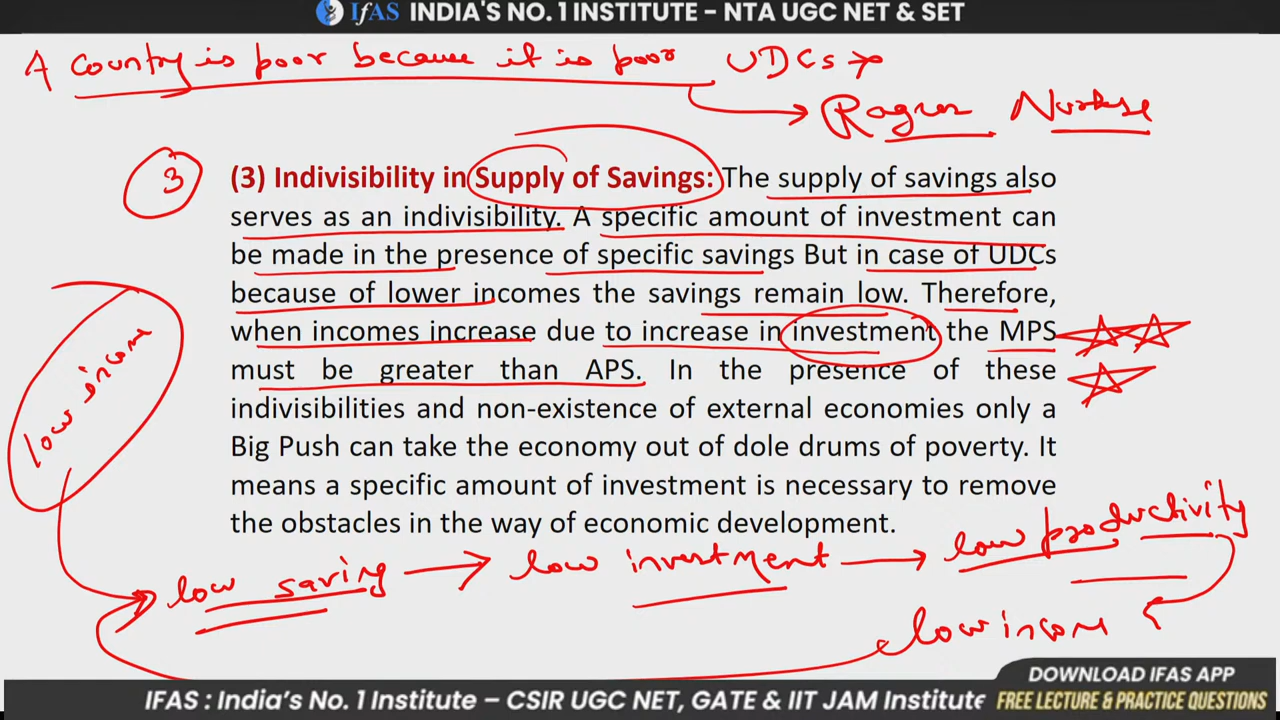 IFAS INDIA'S NO. 1 INSTITUTE – NTA UGC NET & SET
A country is poor because it is poor UDCs
Ragner Nurkse
3
(3) Indivisibility in Supply of Savings: The supply of savings also
serves as an indivisibility. A specific amount of investment can
be made in the presence of specific savings But in case of UDCs
because of lower incomes the savings remain low. Therefore,
when incomes increase due to increase in investment the MPS
must be greater than APS. In the presence of these
indivisibilities and non-existence of external economies only a
Big Push can take the economy out of dole drums of poverty. It
means a specific amount of investment is necessary to remove
the obstacles in the way of economic development.
low income
low saving → low investment → low productivity
low income
DOWNLOAD IFAS APP
IFAS : India's No. 1 Institute – CSIR UGC NET, GATE & IIT JAM Institute
FREE LECTURE & PRACTICE QUESTIONS